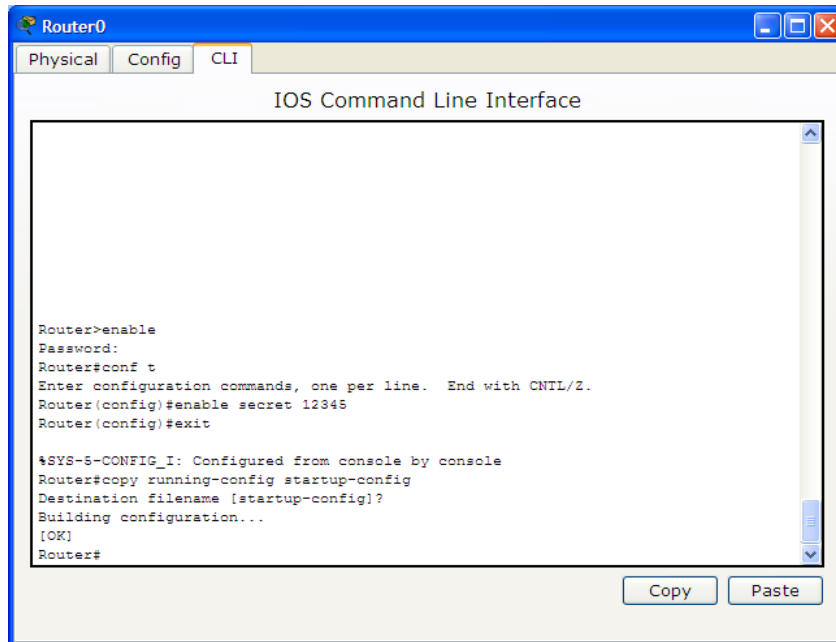 Router0
Physical Config CLI
IOS Command Line Interface
Router>enable
Password:
Router#conf t
Enter configuration commands, one per line.  End with CNTL/Z.
Router(config)#enable secret 12345
Router(config)#exit
%SYS-5-CONFIG_I: Configured from console by console
Router#copy running-config startup-config
Destination filename [startup-config]?
Building configuration...
[OK]
Router#
Copy Paste